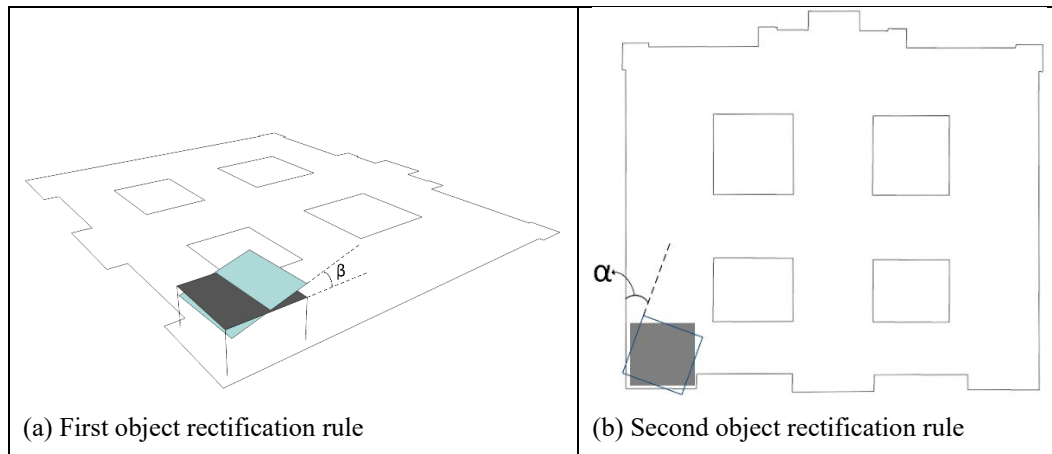 β
(a) First object rectification rule
α
(b) Second object rectification rule